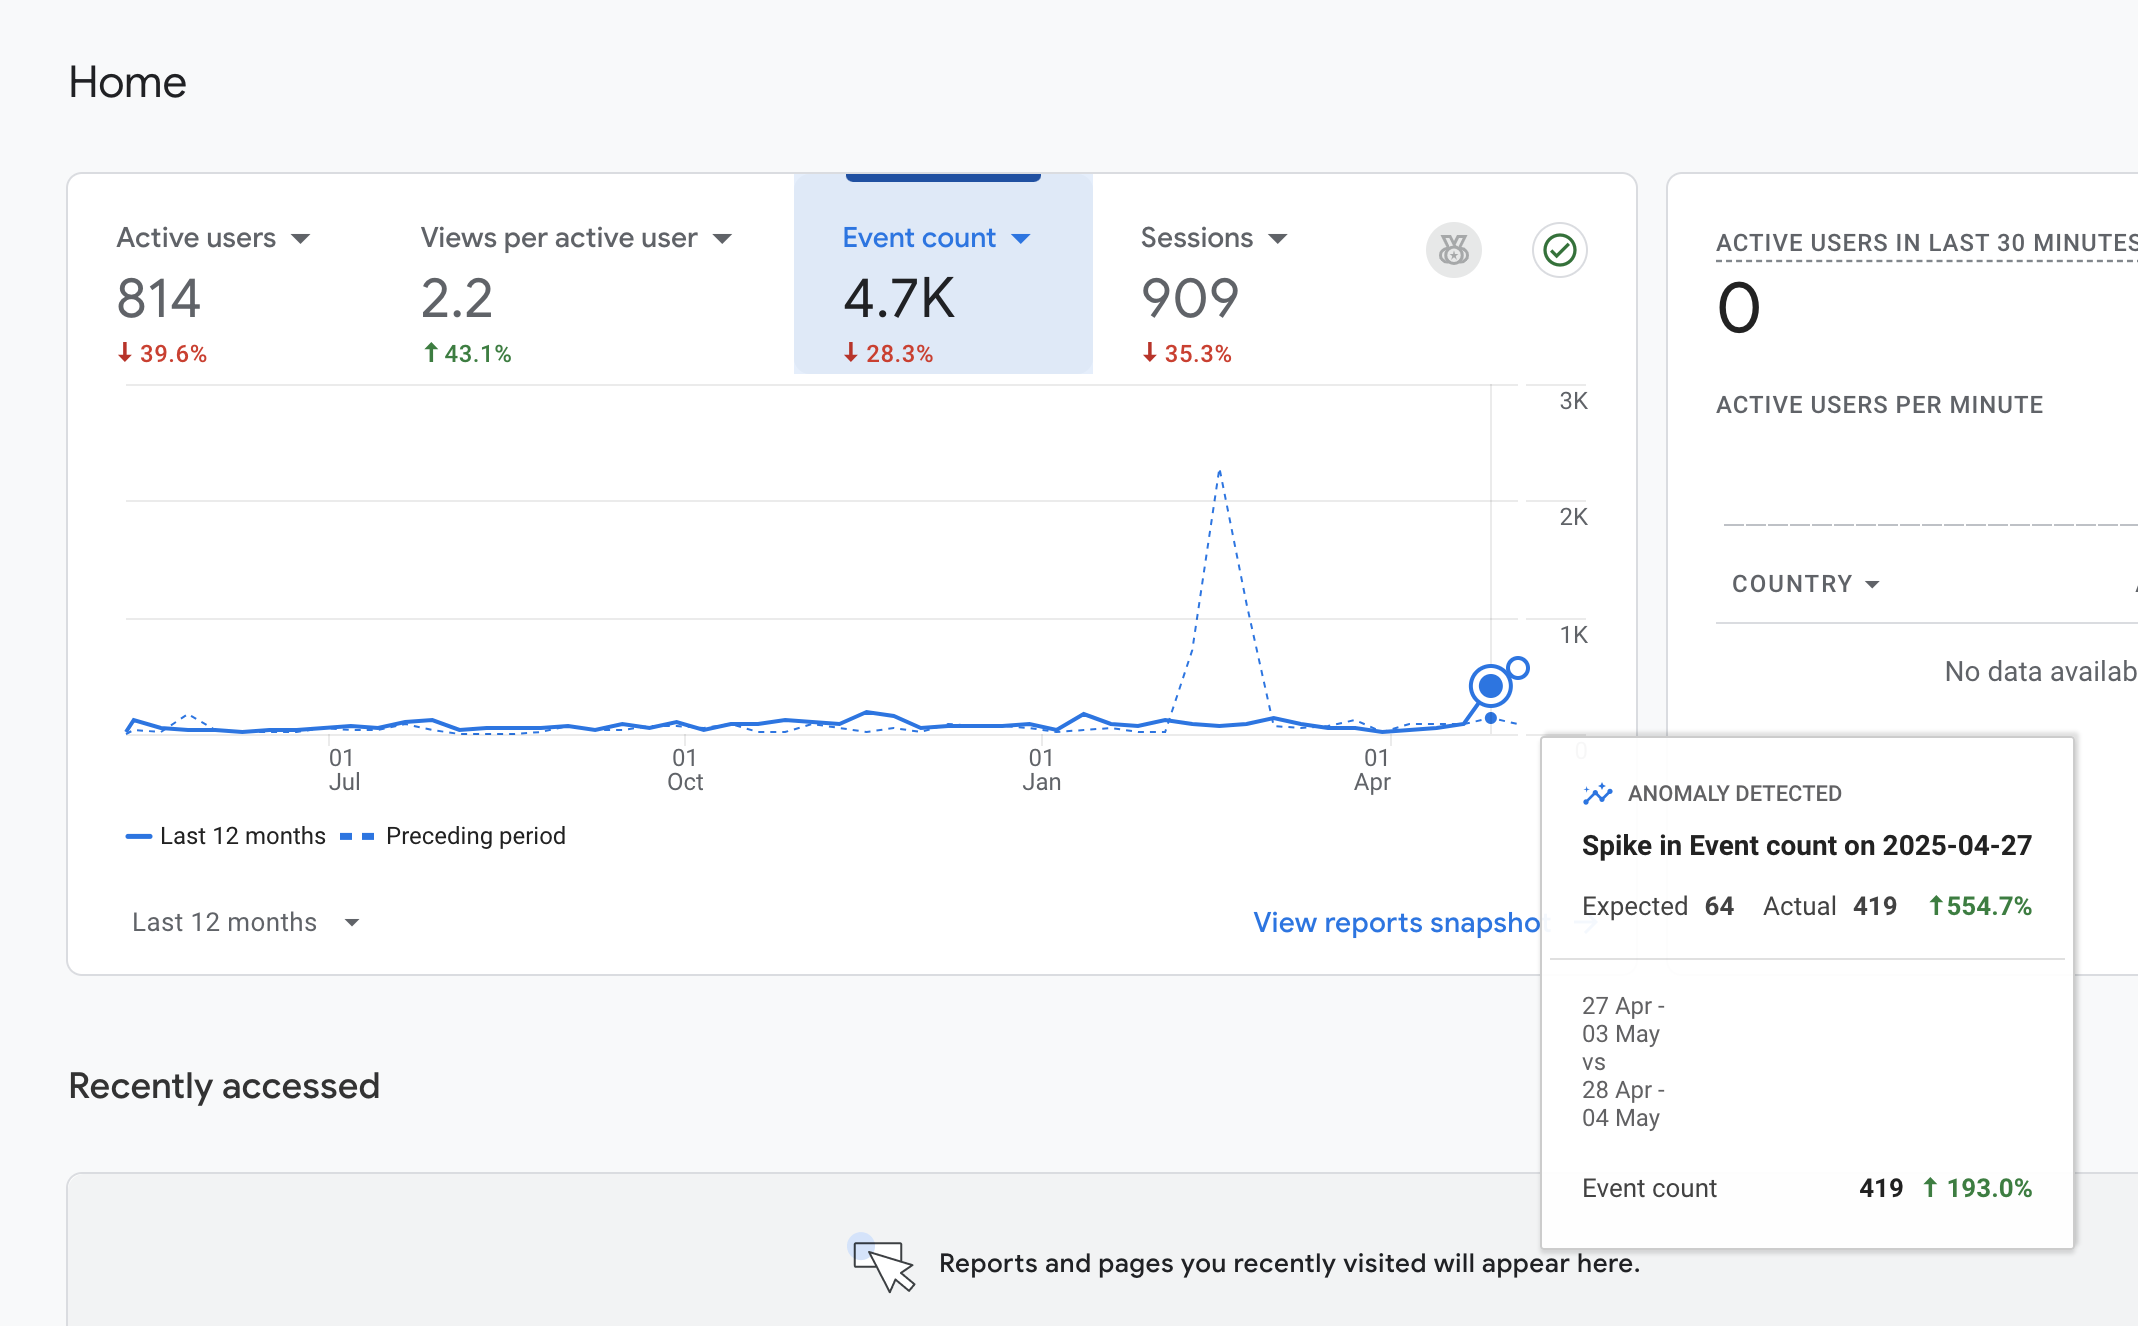 Home
Active users
814
39.6%
Views per active user
2.2
43.1%
Event count
4.7K
28.3%
Sessions
909
35.3%
3K
2K
1K
0
01
Jul
01
Oct
01
Jan
01
Apr
Last 12 months
Preceding period
Last 12 months
View reports snapshot
ACTIVE USERS IN LAST 30 MINUTES
0
ACTIVE USERS PER MINUTE
COUNTRY
No data availab
ANOMALY DETECTED
Spike in Event count on 2025-04-27
Expected 64 Actual 419 554.7%
27 Apr -
03 May
vs
28 Apr -
04 May
Event count 419 193.0%
Recently accessed
Reports and pages you recently visited will appear here.